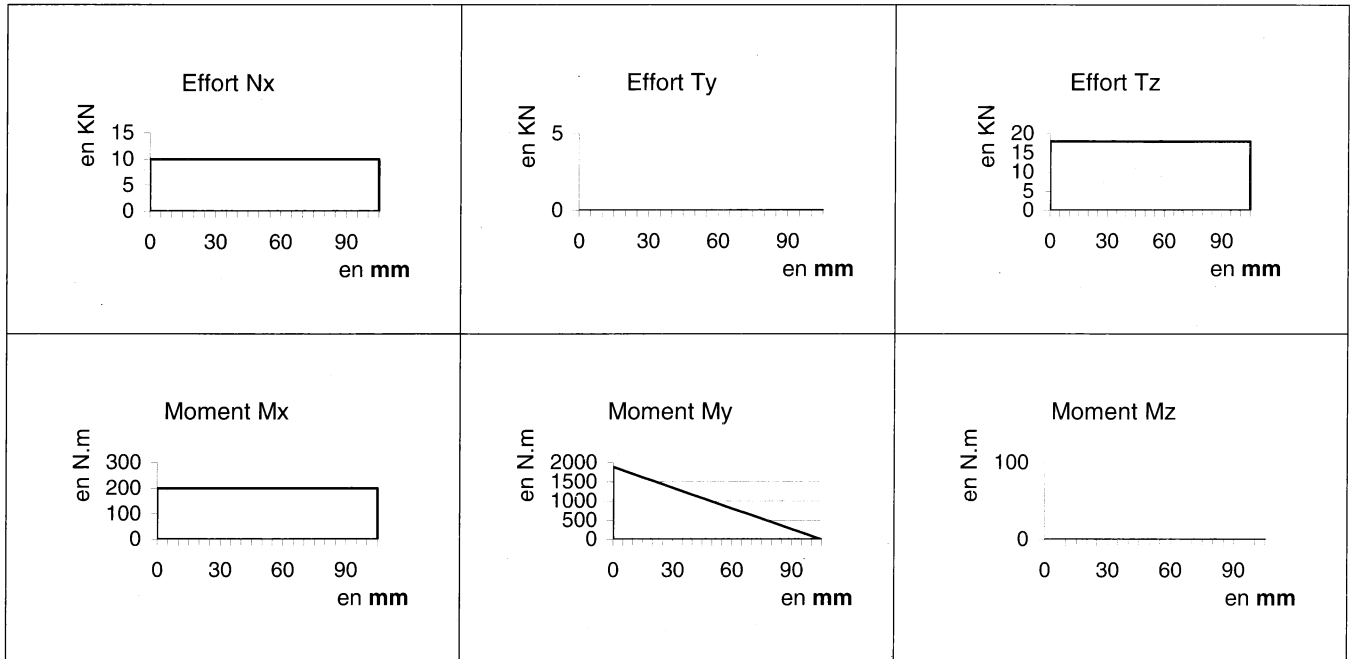 Effort Nx
en KN
15
10
5
0
0 30 60 90
en mm
Effort Ty
en KN
5
0
0 30 60 90
en mm
Effort Tz
en KN
20
15
10
5
0
0 30 60 90
en mm
Moment Mx
en N.m
300
200
100
0
0 30 60 90
en mm
Moment My
en N.m
2000
1500
1000
500
0
0 30 60 90
en mm
Moment Mz
en N.m
100
0
0 30 60 90
en mm